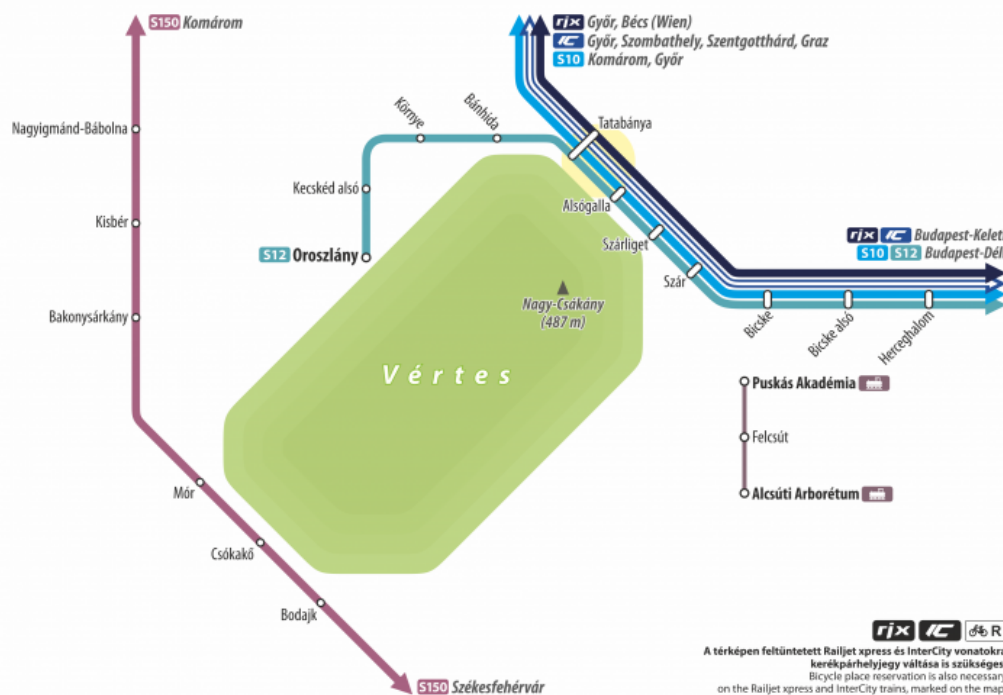 S150 Komárom
rjx Győr, Bécs (Wien)
IC Győr, Szombathely, Szentgotthárd, Graz
S10 Komárom, Győr
Környe
Bánhida
Tatabánya
Nagyigmánd-Bábolna
Kecskéd alsó
Alsógalla
Kisbér
Szárliget
rjx IC Budapest-Kelet
S10 S12 Budapest-Dél
S12 Oroszlány
Szár
Nagy-Csákány
(487 m)
Bakonysárkány
Bicske
Bicske alsó
Herceghalom
Vértes
Puskás Akadémia
Felcsút
Mór
Alcsúti Arborétum
Csókakő
Bodajk
rjx IC R
A térképen feltüntetett Railjet xpress és InterCity vonatokra
kerékpárhelyjegy váltása is szükséges
Bicycle place reservation is also necessar
on the Railjet xpress and InterCity trains, marked on the map
S150 Székesfehérvár